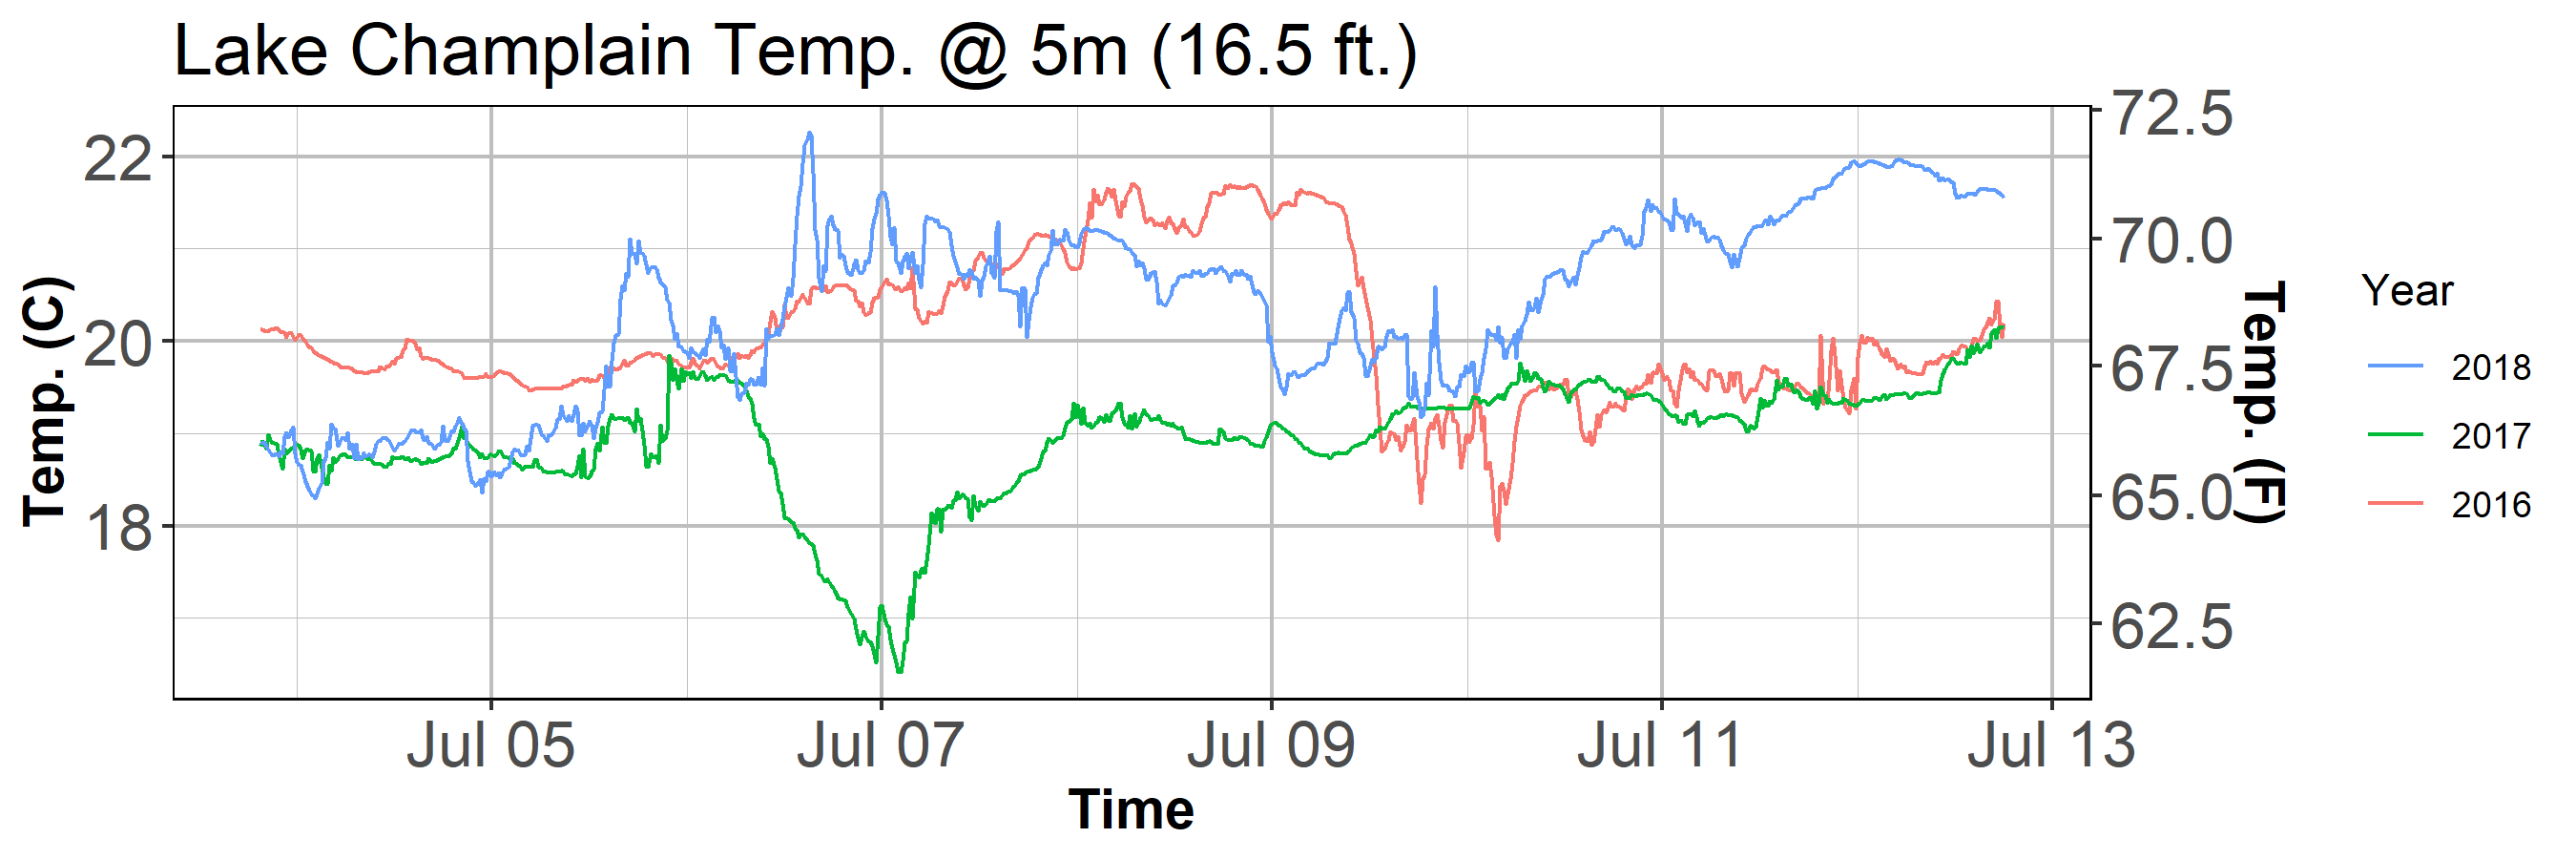 Lake Champlain Temp. @ 5m (16.5 ft.)
Temp. (C)
22
20
18
72.5
70.0
67.5
65.0
62.5
Temp. (F)
Jul 05
Jul 07
Jul 09
Jul 11
Jul 13
Time
Year
2018
2017
2016